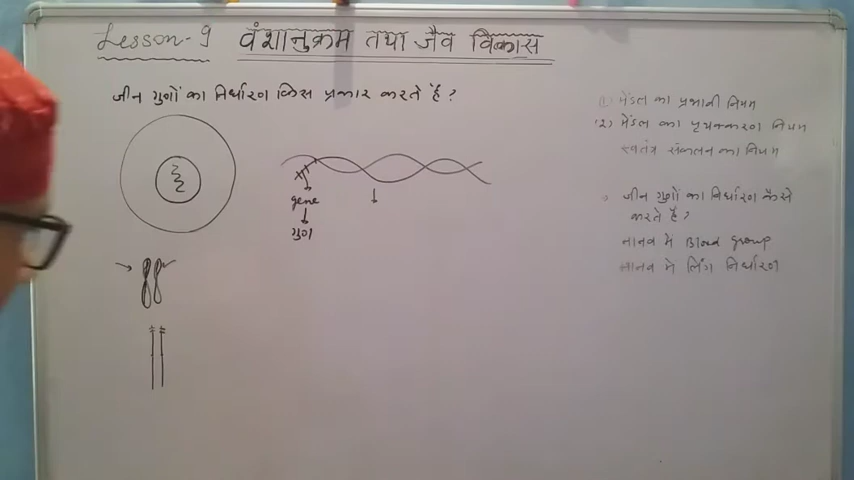 Lesson-9 वंशानुक्रम तथा जैव विकास
जीन गुणों का निर्धारण किस प्रकार करते है ?
gene
गुण
(1) मेंडल का प्रभावी नियम
(2) मेंडल का पृथक्करण नियम
स्वतंत्र संकलन का नियम
जीन गुणों का निर्धारण कैसे
करते है ?
मानव में Blood group
मानव मे लिंग निर्धारण